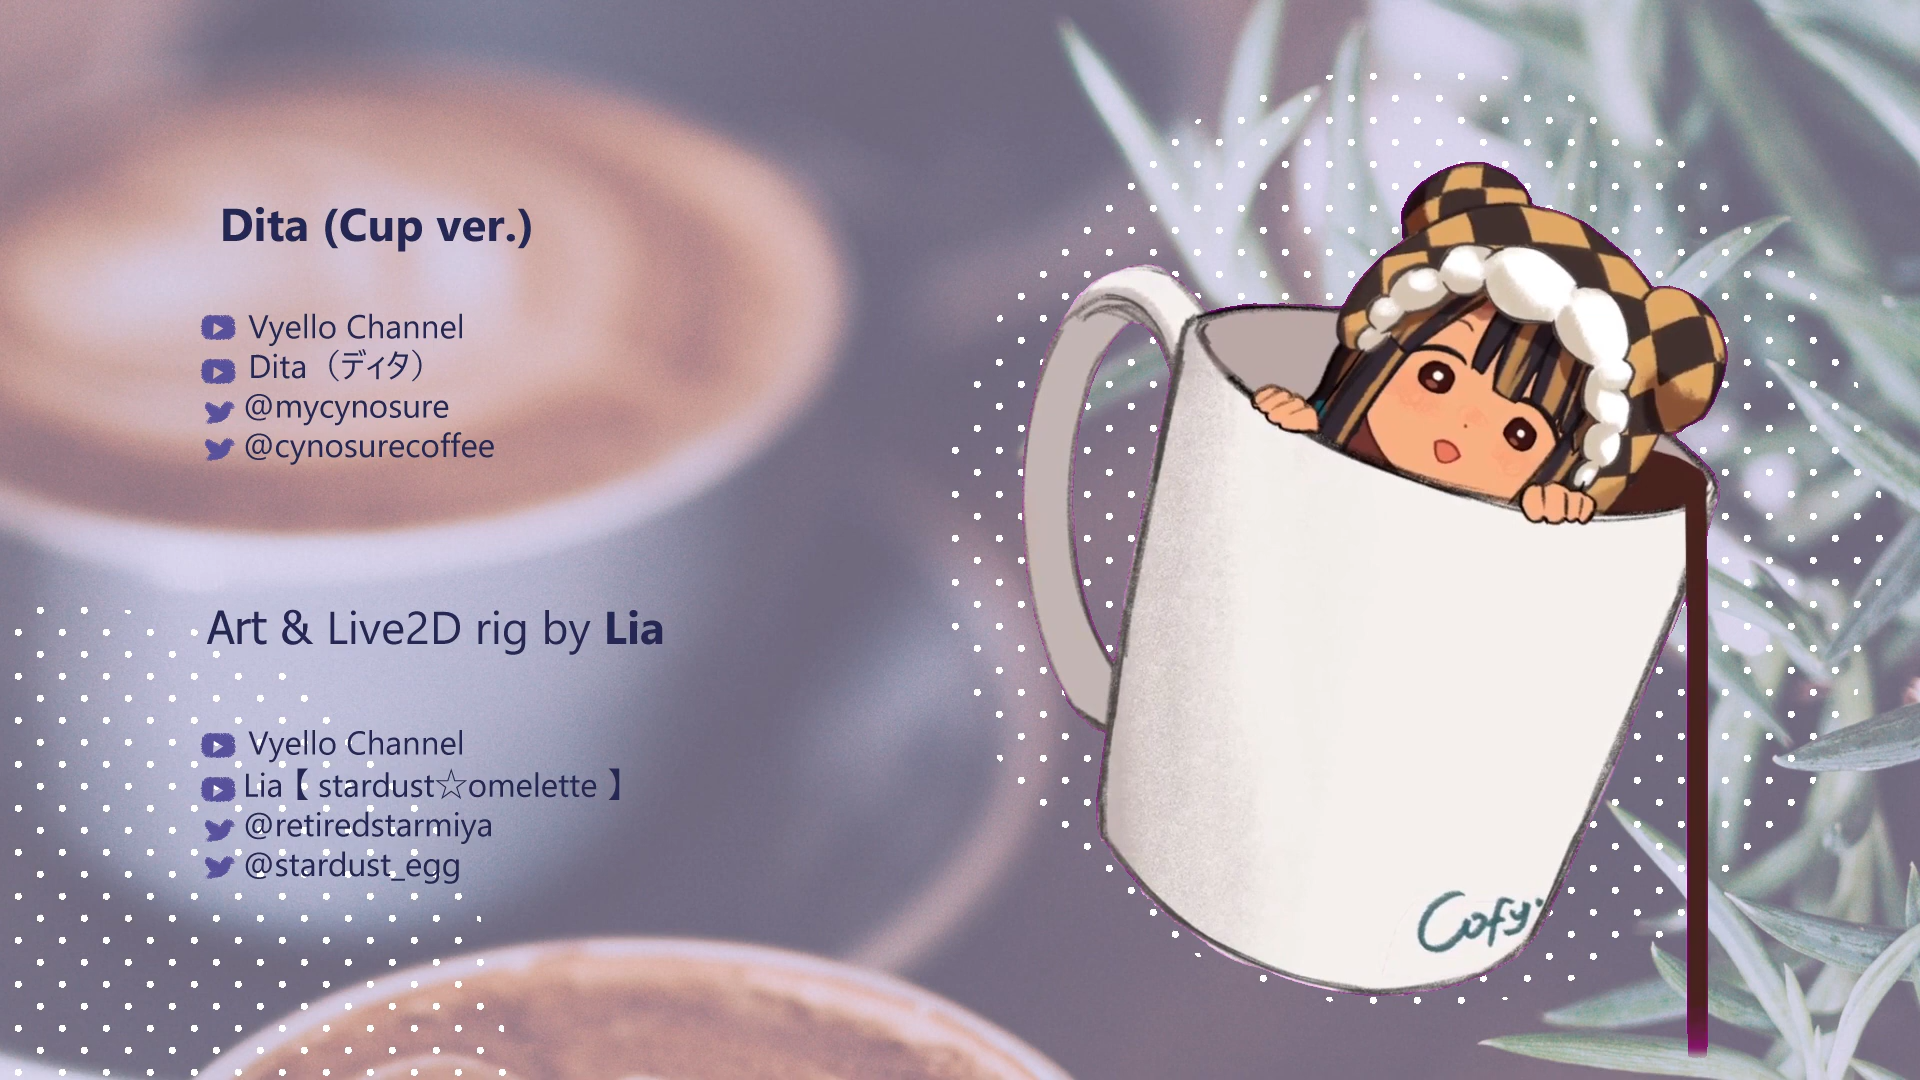 Dita (Cup ver.)
Vyello Channel
Dita（ディタ）
@mycynosure
@cynosurecoffee
Art & Live2D rig by Lia
Vyello Channel
Lia【 stardust☆omelette 】
@retiredstarmiya
@stardust_egg
Cofy.